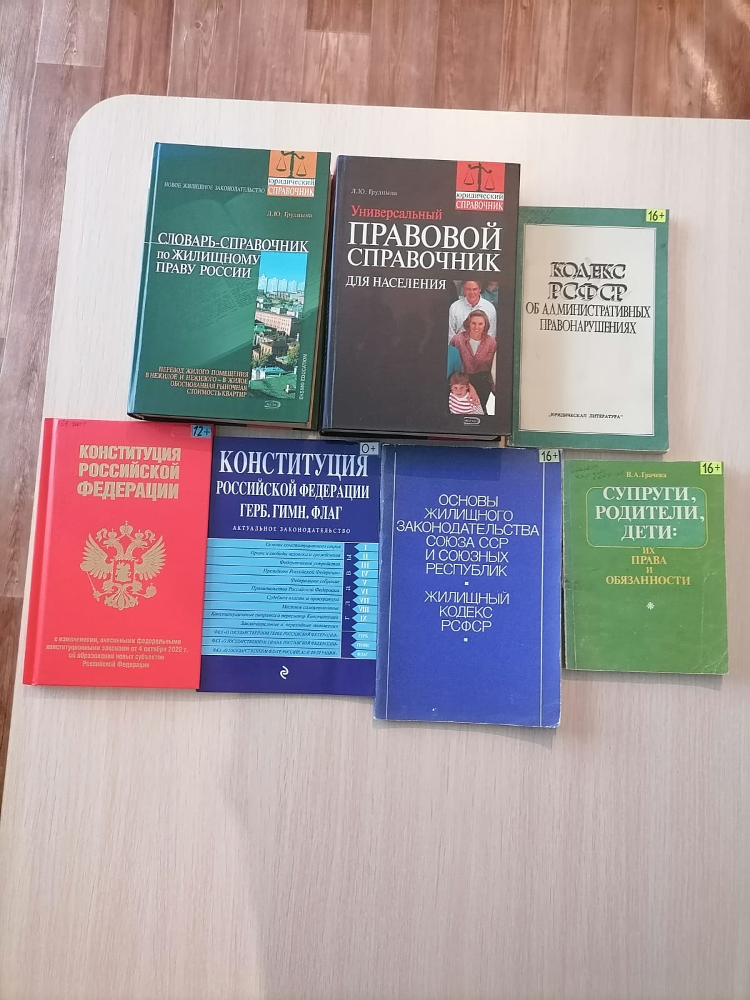 НОВОЕ ЖИЛИЩНОЕ ЗАКОНОДАТЕЛЬСТВО
ЮРИДИЧЕСКИЙ
СПРАВОЧНИК
Л.Ю. Грудцына
СЛОВАРЬ-СПРАВОЧНИК
по ЖИЛИЩНОМУ
ПРАВУ РОССИИ
ПЕРЕВОД ЖИЛОГО ПОМЕЩЕНИЯ
В НЕЖИЛОЕ И НЕЖИЛОГО – В ЖИЛОЕ
ОБОСНОВАННАЯ РЫНОЧНАЯ
СТОИМОСТЬ КВАРТИР
EKSMO EDUCATION
ЮРИДИЧЕСКИЙ
СПРАВОЧНИК
Л.Ю. Грудцына
Универсальный
ПРАВОВОЙ
СПРАВОЧНИК
ДЛЯ НАСЕЛЕНИЯ
16+
КОДЕКС
РСФСР
ОБ АДМИНИСТРАТИВНЫХ
ПРАВОНАРУШЕНИЯХ
„ЮРИДИЧЕСКАЯ ЛИТЕРАТУРА"
12+
КОНСТИТУЦИЯ
РОССИЙСКОЙ
ФЕДЕРАЦИИ
с изменениями, внесенными федеральными
конституционными законами от 4 октября 2022 г.
об образовании новых субъектов
Российской Федерации
0+
КОНСТИТУЦИЯ
РОССИЙСКОЙ ФЕДЕРАЦИИ
ГЕРБ. ГИМН. ФЛАГ
АКТУАЛЬНОЕ ЗАКОНОДАТЕЛЬСТВО
Основы конституционного строя I
Права и свободы человека и гражданина II
Федеративное устройство III
Президент Российской Федерации IV
Федеральное собрание V
Правительство Российской Федерации VI
Судебная власть и прокуратура VII
Местное самоуправление VIII
Конституционные поправки и пересмотр Конституции IX
Заключительные и переходные положения
главы
ФКЗ «О ГОСУДАРСТВЕННОМ ГЕРБЕ РОССИЙСКОЙ ФЕДЕРАЦИИ» ГЕРБ
ФКЗ «О ГОСУДАРСТВЕННОМ ГИМНЕ РОССИЙСКОЙ ФЕДЕРАЦИИ» ГИМН
ФКЗ «О ГОСУДАРСТВЕННОМ ФЛАГЕ РОССИЙСКОЙ ФЕДЕРАЦИИ» ФЛАГ
16+
ОСНОВЫ
ЖИЛИЩНОГО
ЗАКОНОДАТЕЛЬСТВА
СОЮЗА ССР
И СОЮЗНЫХ
РЕСПУБЛИК
ЖИЛИЩНЫЙ
КОДЕКС
РСФСР
16+
В.А.Грачева
СУПРУГИ,
РОДИТЕЛИ,
ДЕТИ:
ИХ
ПРАВА
И
ОБЯЗАННОСТИ